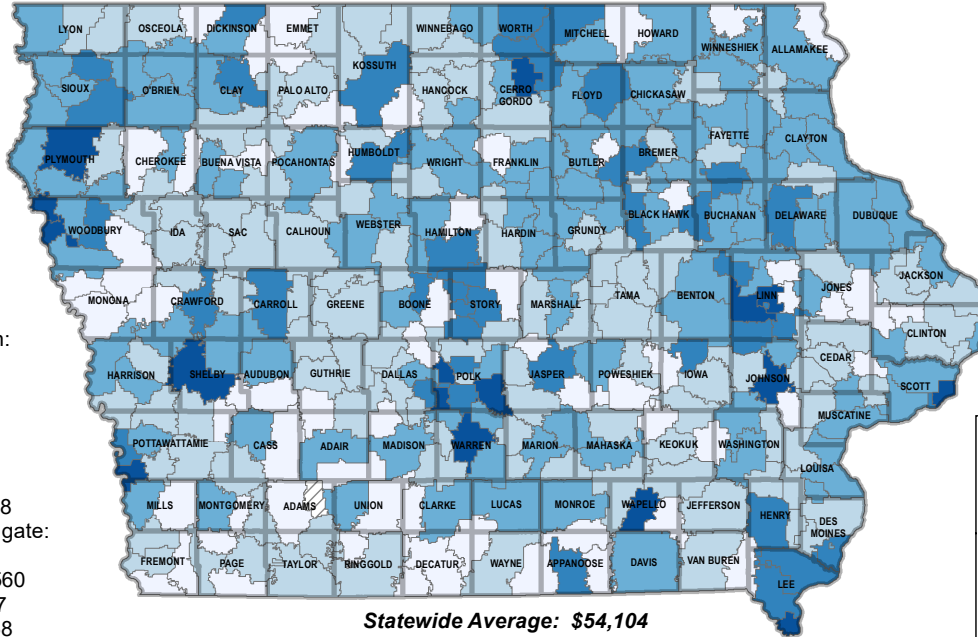 LYON
OSCEOLA
DICKINSON
EMMET
WINNEBAGO
WORTH
MITCHELL
HOWARD
WINNESHIEK
ALLAMAKEE
KOSSUTH
SIOUX
O'BRIEN
CLAY
PALO ALTO
HANCOCK
CERRO
GORDO
FLOYD
CHICKASAW
FAYETTE
CLAYTON
PLYMOUTH
CHEROKEE
BUENA VISTA
POCAHONTAS
HUMBOLDT
WRIGHT
FRANKLIN
BUTLER
BREMER
WOODBURY
IDA
SAC
CALHOUN
WEBSTER
HAMILTON
HARDIN
GRUNDY
BLACK HAWK
BUCHANAN
DELAWARE
DUBUQUE
MONONA
CRAWFORD
CARROLL
GREENE
BOONE
STORY
MARSHALL
TAMA
BENTON
LINN
JONES
JACKSON
CLINTON
HARRISON
SHELBY
AUDUBON
GUTHRIE
DALLAS
POLK
JASPER
POWESHIEK
IOWA
JOHNSON
CEDAR
SCOTT
MUSCATINE
POTTAWATTAMIE
CASS
ADAIR
MADISON
WARREN
MARION
MAHASKA
KEOKUK
WASHINGTON
LOUISA
MILLS
MONTGOMERY
ADAMS
UNION
CLARKE
LUCAS
MONROE
WAPELLO
JEFFERSON
HENRY
DES
MOINES
FREMONT
PAGE
TAYLOR
RINGGOLD
DECATUR
WAYNE
APPANOOSE
DAVIS
VAN BUREN
LEE
Statewide Average: $54,104